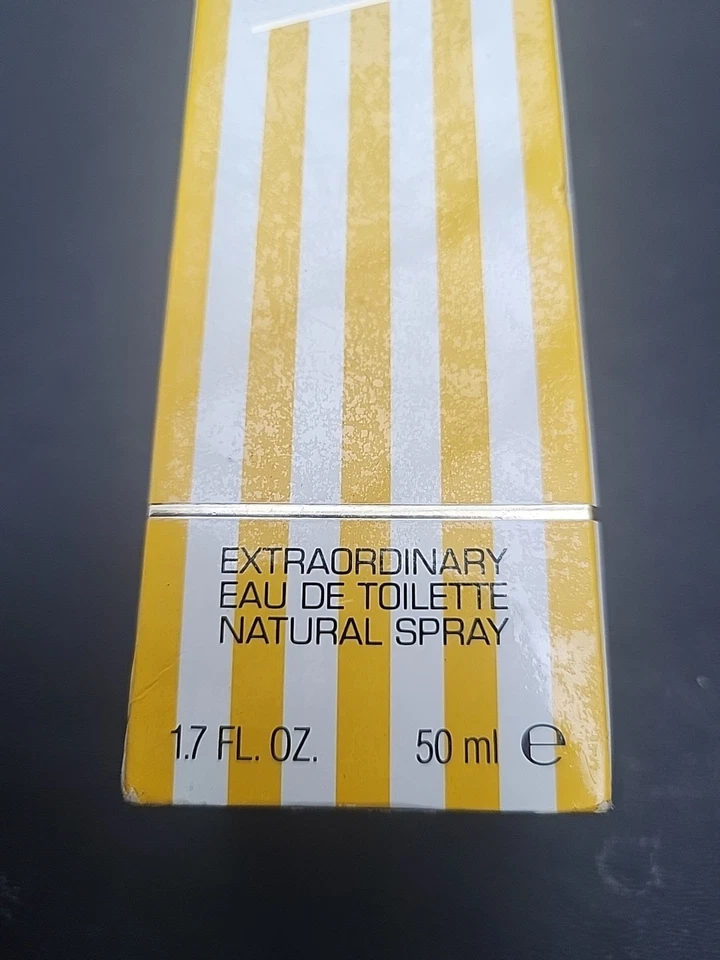 EXTRAORDINARY
EAU DE TOILETTE
NATURAL SPRAY
1.7 FL. OZ. 50 ml ℮